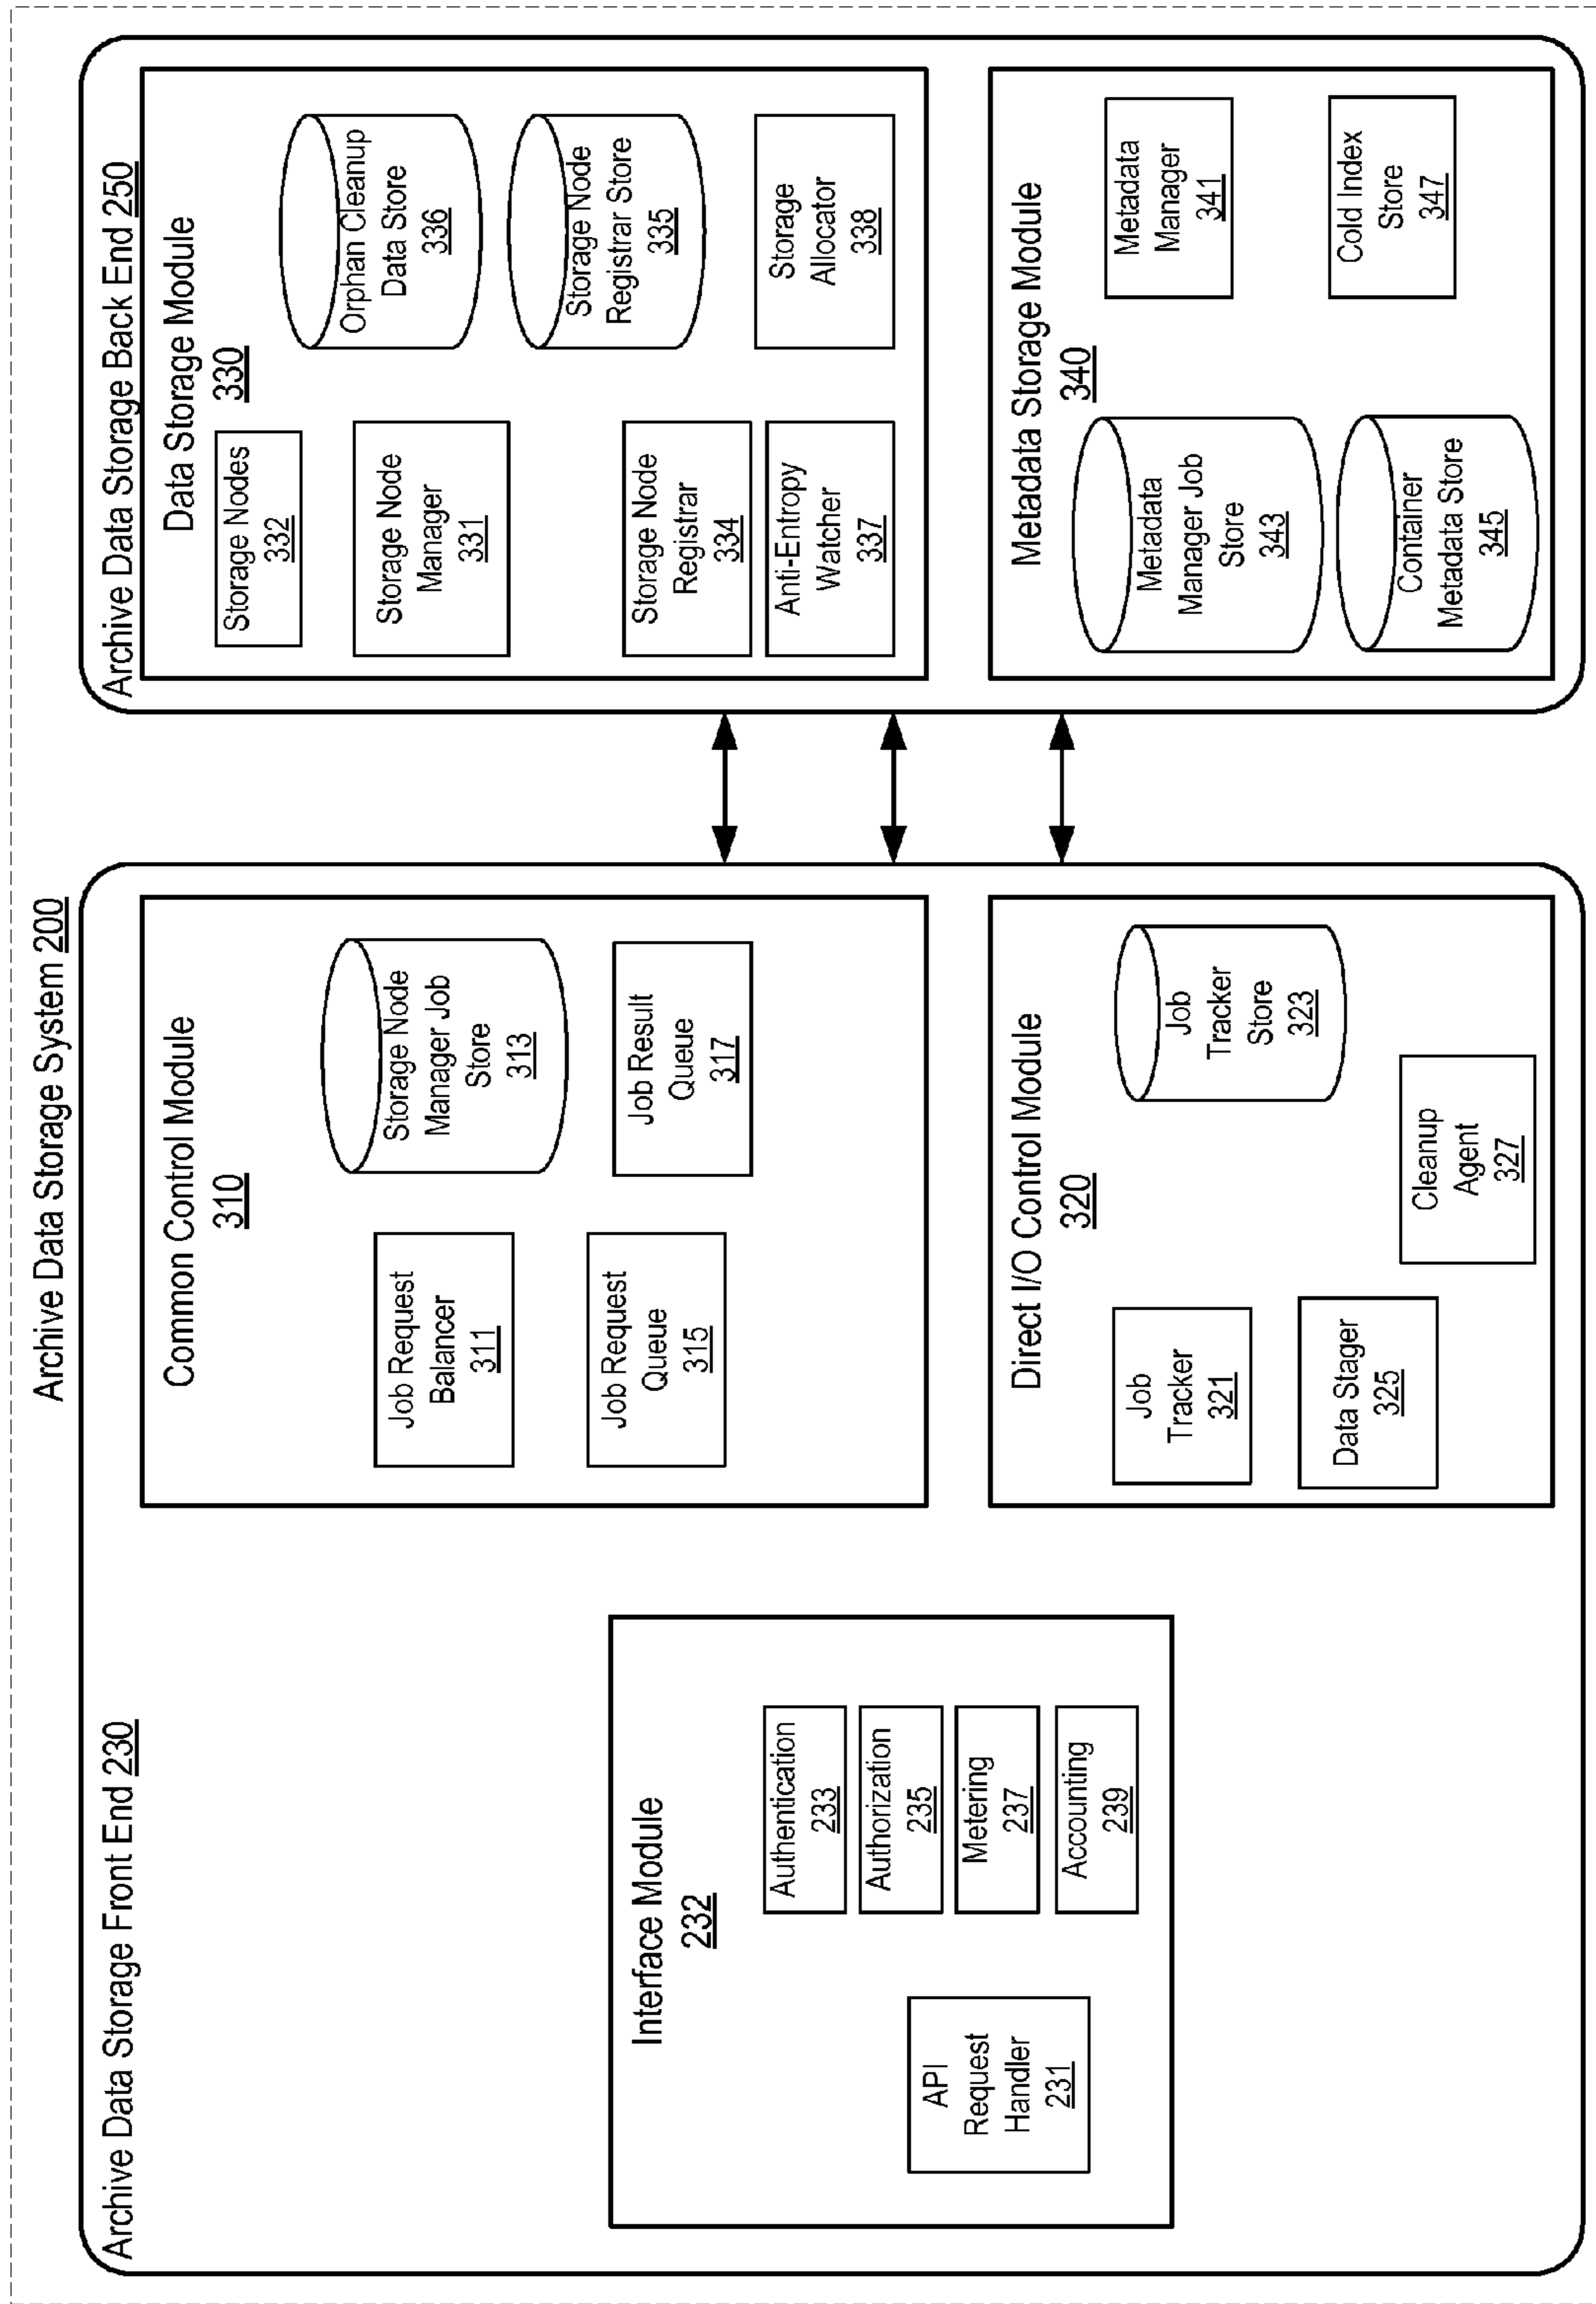 Archive Data Storage System 200
Archive Data Storage Front End 230
Interface Module
232
API
Request
Handler
231
Authentication
233
Authorization
235
Metering
237
Accounting
239
Common Control Module
310
Job Request
Balancer
311
Storage Node
Manager Job
Store
313
Job Request
Queue
315
Job Result
Queue
317
Direct I/O Control Module
320
Job
Tracker
321
Job
Tracker
Store
323
Data Stager
325
Cleanup
Agent
327
Archive Data Storage Back End 250
Data Storage Module
330
Storage Nodes
332
Orphan Cleanup
Data Store
336
Storage Node
Manager
331
Storage Node
Registrar Store
335
Storage Node
Registrar
334
Anti-Entropy
Watcher
337
Storage
Allocator
338
Metadata Storage Module
340
Metadata
Manager Job
Store
343
Metadata
Manager
341
Container
Metadata Store
345
Cold Index
Store
347